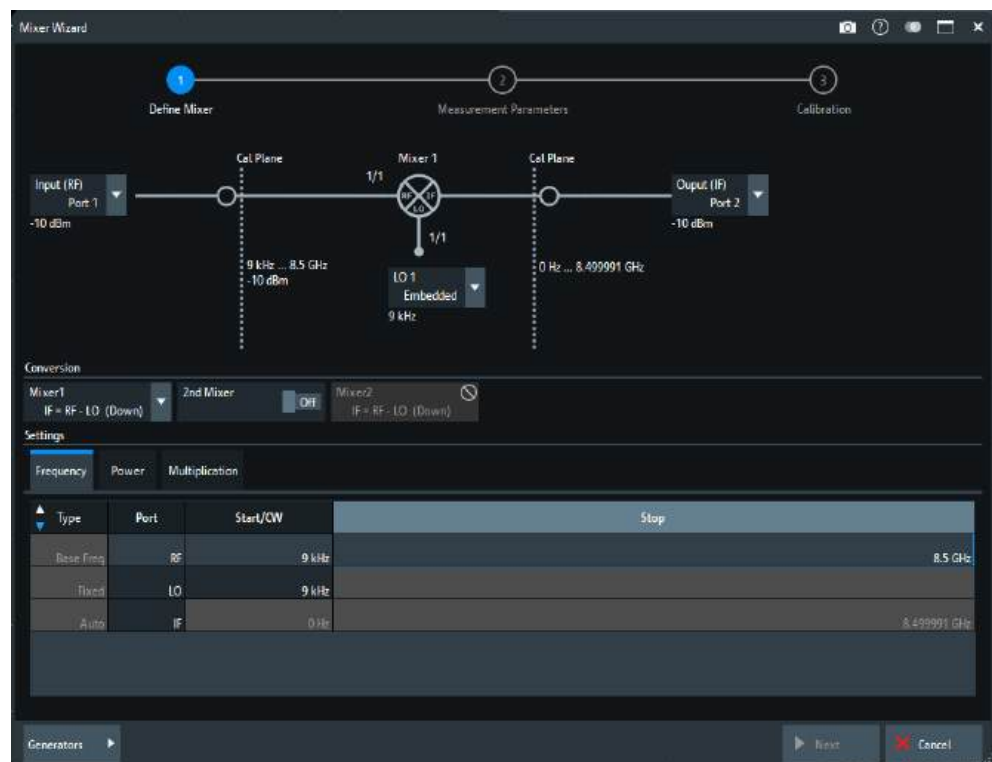 Mixer Wizard
1 2 3
Define Mixer Measurement Parameters Calibration
Cal Plane Mixer 1 Cal Plane
1/1
Input (RF)
Port 1
-10 dBm
RF IF
LO
Ouput (IF)
Port 2
-10 dBm
1/1
9 kHz ... 8.5 GHz
-10 dBm
LO 1
Embedded
9 kHz
0 Hz ... 8.499991 GHz
Conversion
Mixer1
IF = RF - LO (Down)
2nd Mixer
Off
Mixer2
IF = RF - LO (Down)
Settings
Frequency Power Multiplication
Type Port Start/CW Stop
Base Freq RF 9 kHz 8.5 GHz
Fixed LO 9 kHz
Auto IF 0 Hz 8.499991 GHz
Generators Next Cancel